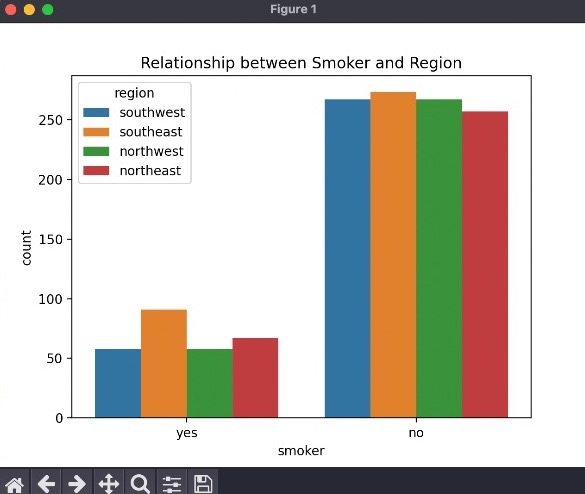 Figure 1
Relationship between Smoker and Region
region
southwest
southeast
northwest
northeast
250
200
150
100
50
0
count
yes
no
smoker